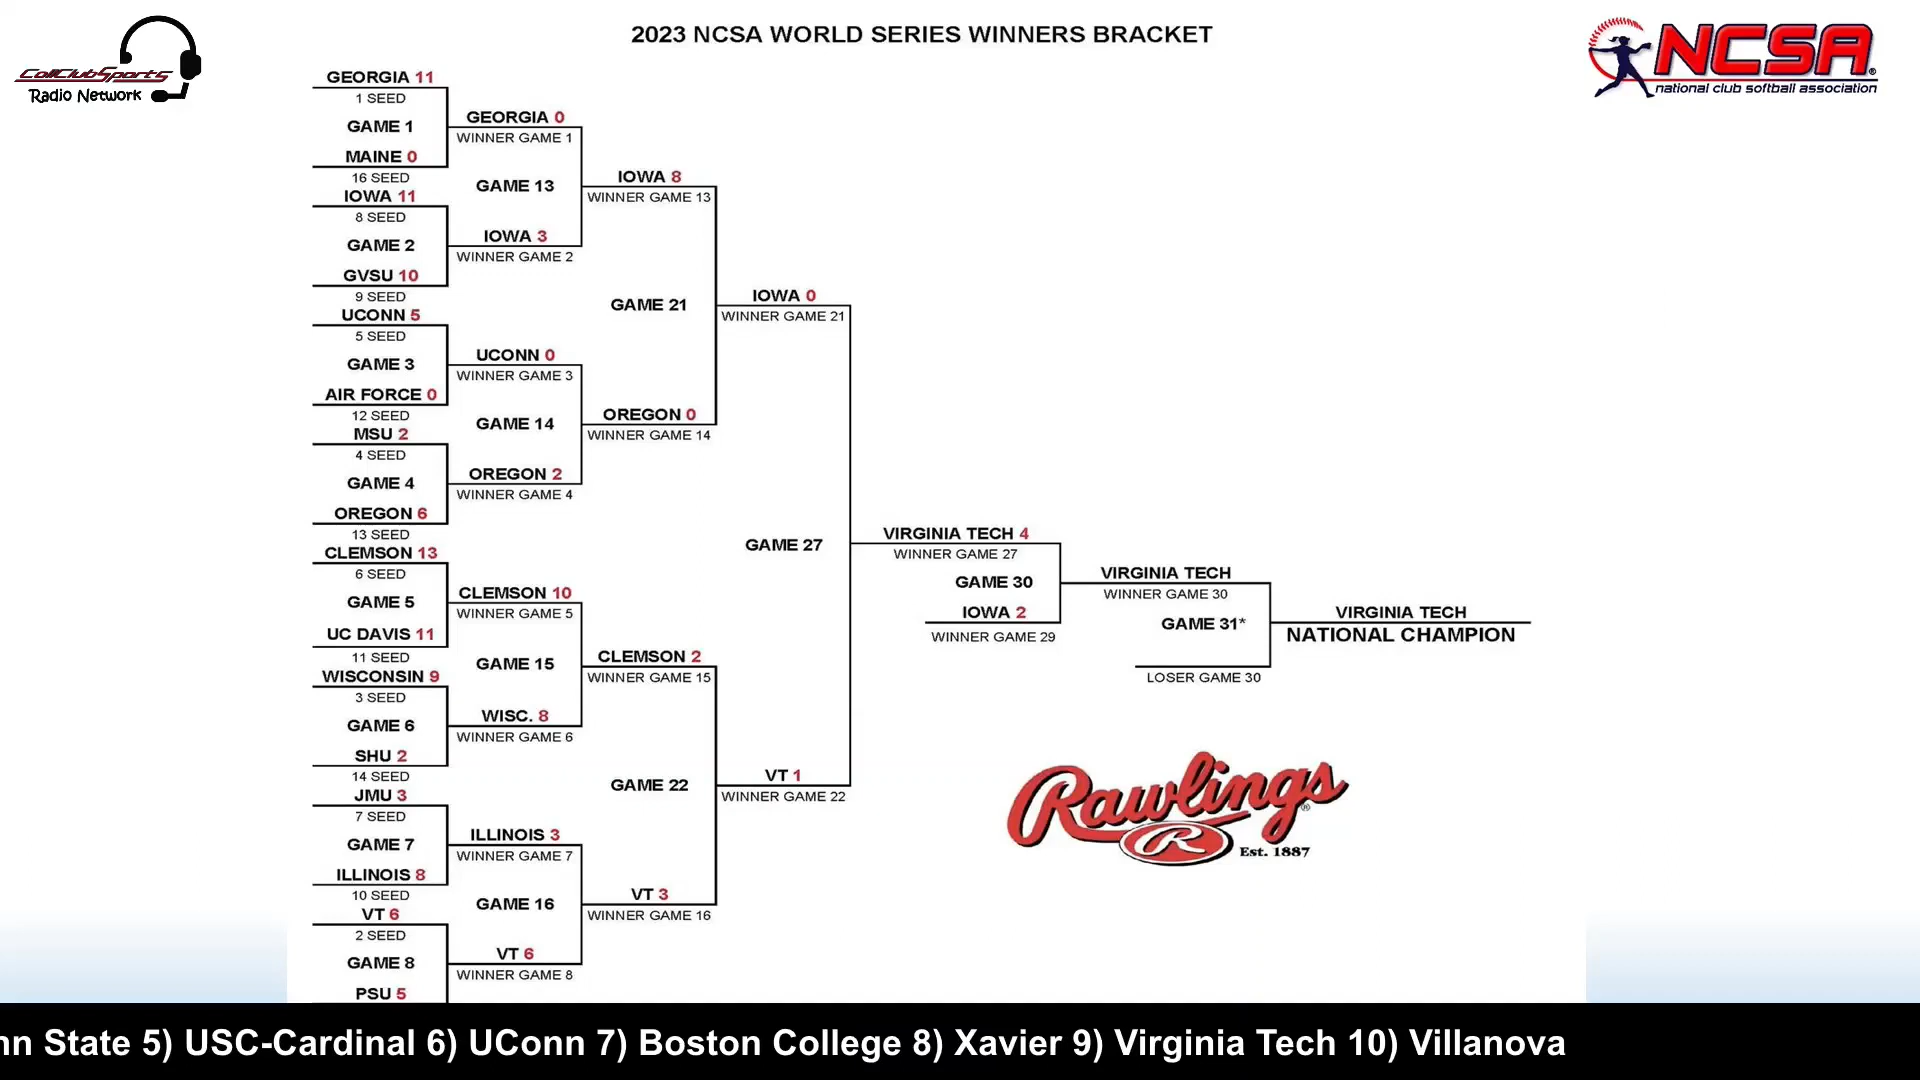 CollClubSports
Radio Network
2023 NCSA WORLD SERIES WINNERS BRACKET
NCSA®
national club softball association
GEORGIA 11
1 SEED
GAME 1
MAINE 0
16 SEED
IOWA 11
8 SEED
GAME 2
GVSU 10
9 SEED
UCONN 5
5 SEED
GAME 3
AIR FORCE 0
12 SEED
MSU 2
4 SEED
GAME 4
OREGON 6
13 SEED
CLEMSON 13
6 SEED
GAME 5
UC DAVIS 11
11 SEED
WISCONSIN 9
3 SEED
GAME 6
SHU 2
14 SEED
JMU 3
7 SEED
GAME 7
ILLINOIS 8
10 SEED
VT 6
2 SEED
GAME 8
PSU 5
GEORGIA 0
WINNER GAME 1
GAME 13
IOWA 3
WINNER GAME 2
UCONN 0
WINNER GAME 3
GAME 14
OREGON 2
WINNER GAME 4
CLEMSON 10
WINNER GAME 5
GAME 15
WISC. 8
WINNER GAME 6
ILLINOIS 3
WINNER GAME 7
GAME 16
VT 6
WINNER GAME 8
IOWA 8
WINNER GAME 13
GAME 21
OREGON 0
WINNER GAME 14
CLEMSON 2
WINNER GAME 15
GAME 22
VT 3
WINNER GAME 16
IOWA 0
WINNER GAME 21
GAME 27
VT 1
WINNER GAME 22
VIRGINIA TECH 4
WINNER GAME 27
GAME 30
IOWA 2
WINNER GAME 29
VIRGINIA TECH
WINNER GAME 30
GAME 31*
LOSER GAME 30
VIRGINIA TECH
NATIONAL CHAMPION
Rawlings®
R
Est. 1887
nn State 5) USC-Cardinal 6) UConn 7) Boston College 8) Xavier 9) Virginia Tech 10) Villanova